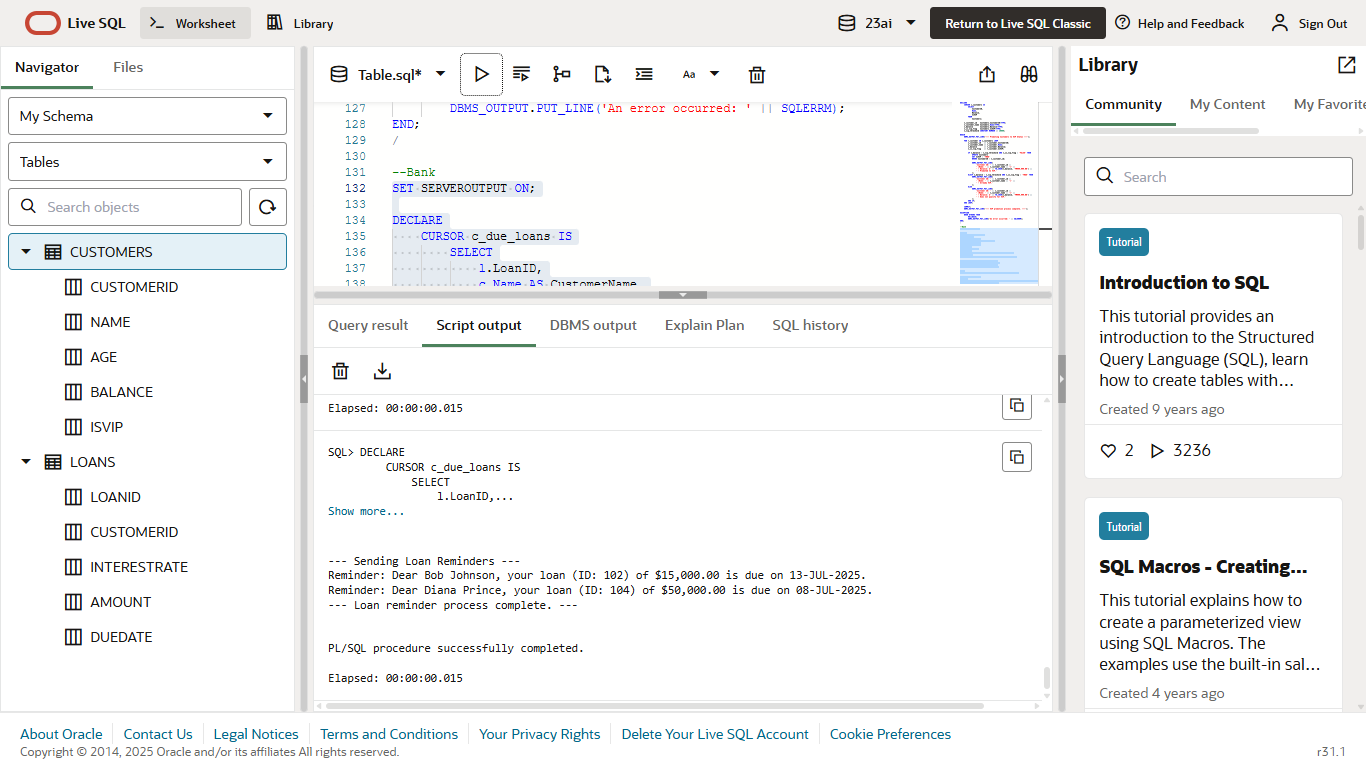 Live SQL
Worksheet
Library
23ai
Return to Live SQL Classic
Help and Feedback
Sign Out
Navigator
Files
My Schema
Tables
Search objects
CUSTOMERS
CUSTOMERID
NAME
AGE
BALANCE
ISVIP
LOANS
LOANID
CUSTOMERID
INTERESTRATE
AMOUNT
DUEDATE
Table.sql*
Aa
127 DBMS_OUTPUT.PUT_LINE('An error occurred: ' || SQLERRM);
128 END;
129 /
130
131 --Bank
132 SET SERVEROUTPUT ON;
133
134 DECLARE
135 CURSOR c_due_loans IS
136 SELECT
137 l.LoanID,
138 c.Name AS CustomerName,
Query result
Script output
DBMS output
Explain Plan
SQL history
Elapsed: 00:00:00.015
SQL> DECLARE
CURSOR c_due_loans IS
SELECT
l.LoanID,...
Show more...
--- Sending Loan Reminders ---
Reminder: Dear Bob Johnson, your loan (ID: 102) of $15,000.00 is due on 13-JUL-2025.
Reminder: Dear Diana Prince, your loan (ID: 104) of $50,000.00 is due on 08-JUL-2025.
--- Loan reminder process complete. ---
PL/SQL procedure successfully completed.
Elapsed: 00:00:00.015
Library
Community
My Content
My Favorite
Search
Tutorial
Introduction to SQL
This tutorial provides an
introduction to the Structured
Query Language (SQL), learn
how to create tables with…
Created 9 years ago
2
3236
Tutorial
SQL Macros - Creating…
This tutorial explains how to
create a parameterized view
using SQL Macros. The
examples use the built-in sal…
Created 4 years ago
About Oracle
Contact Us
Legal Notices
Terms and Conditions
Your Privacy Rights
Delete Your Live SQL Account
Cookie Preferences
Copyright © 2014, 2025 Oracle and/or its affiliates All rights reserved.
r31.1